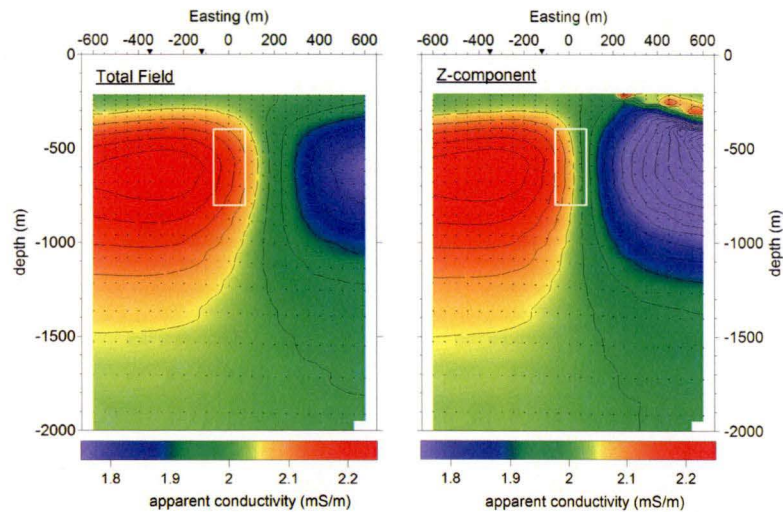 Easting (m)
-600 -400 -200 0 200 400 600
Total Field
0
-500
-1000
-1500
-2000
depth (m)
1.8 1.9 2 2.1 2.2
apparent conductivity (mS/m)
Easting (m)
-600 -400 -200 0 200 400 600
Z-component
0
-500
-1000
-1500
-2000
depth (m)
1.8 1.9 2 2.1 2.2
apparent conductivity (mS/m)